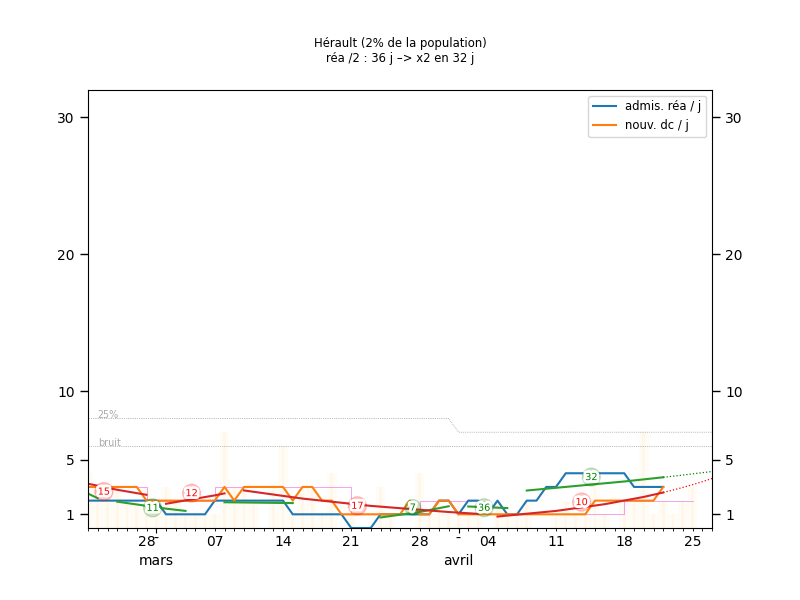 Hérault (2% de la population)
réa /2 : 36 j –> x2 en 32 j
admis. réa / j
nouv. dc / j
30 30
20 20
10 10
25%
bruit
5 5
15 11 12 17 7 36 10 32
1 1
28 07 14 21 28 04 11 18 25
mars avril